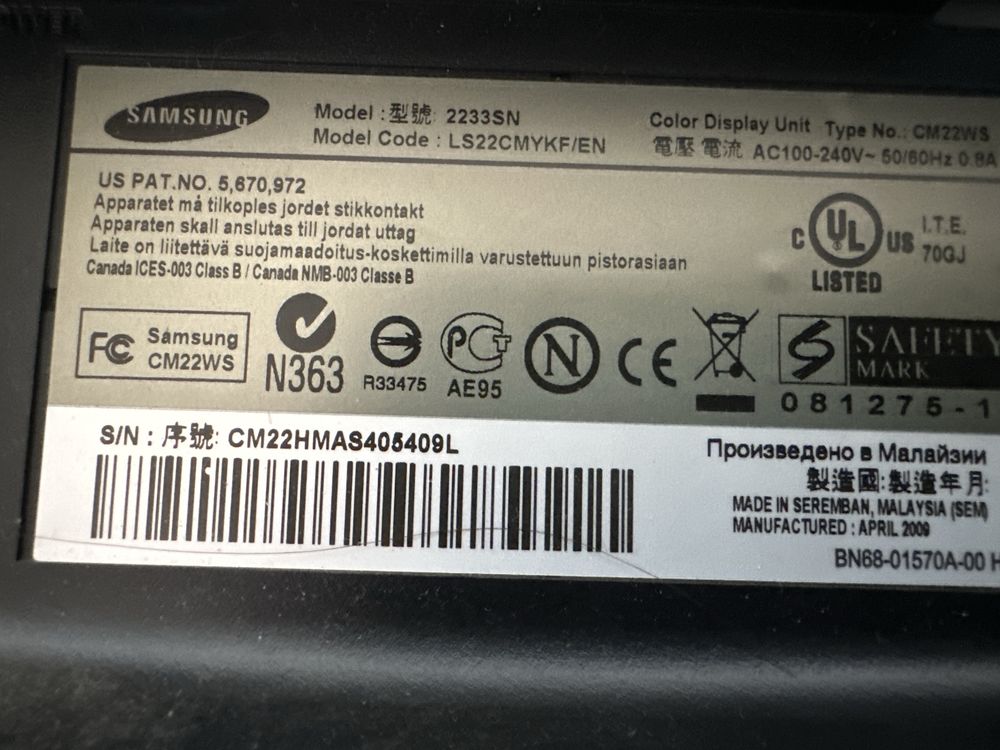 SAMSUNG
Model : 型號: 2233SN
Model Code : LS22CMYKF/EN
Color Display Unit Type No.: CM22WS
電壓 電流 AC100-240V~ 50/60Hz 0.8A
US PAT.NO. 5,670,972
Apparatet må tilkoples jordet stikkontakt
Apparaten skall anslutas till jordat uttag
Laite on liitettävä suojamaadoitus-koskettimilla varustettuun pistorasiaan
Canada ICES-003 Class B / Canada NMB-003 Classe B
C UL US
LISTED
I.T.E.
70GJ
FC Samsung
CM22WS
N363
R33475
РСТ
AE95
N
CE
S SAFETY
MARK
081275-1
S/N : 序號: CM22HMAS405409L
Произведено в Малайзии
製造國:製造年月:
MADE IN SEREMBAN, MALAYSIA (SEM)
MANUFACTURED : APRIL 2009
BN68-01570A-00 H